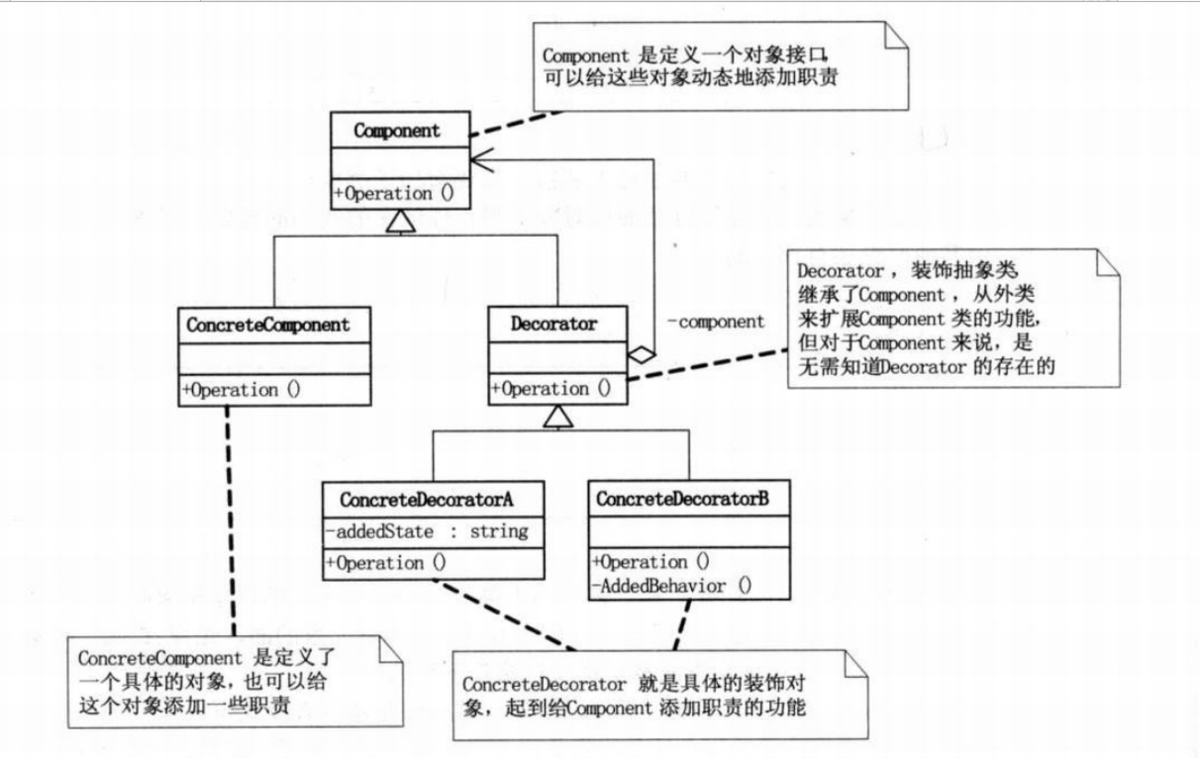 Component 是定义一个对象接口,
可以给这些对象动态地添加职责
Component
+Operation ()
Decorator ,  装饰抽象类,
继承了Component , 从外类
来扩展Component 类的功能,
但对于Component 来说, 是
无需知道Decorator 的存在的
ConcreteComponent
+Operation ()
Decorator
+Operation ()
-component
ConcreteDecoratorA
-addedState : string
+Operation ()
ConcreteDecoratorB
+Operation ()
-AddedBehavior ()
ConcreteComponent 是定义了
一个具体的对象, 也可以给
这个对象添加一些职责
ConcreteDecorator 就是具体的装饰对
象, 起到给Component 添加职责的功能